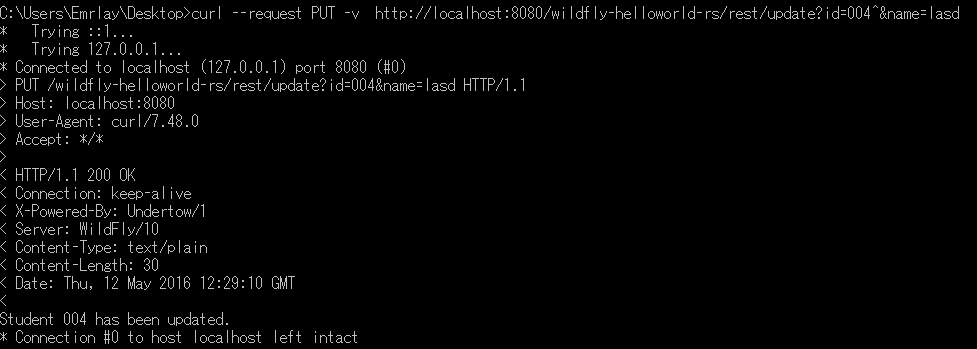 C:\Users\Emrlay\Desktop>curl --request PUT -v  http://localhost:8080/wildfly-helloworld-rs/rest/update?id=004^&name=lasd
*   Trying ::1...
*   Trying 127.0.0.1...
* Connected to localhost (127.0.0.1) port 8080 (#0)
> PUT /wildfly-helloworld-rs/rest/update?id=004&name=lasd HTTP/1.1
> Host: localhost:8080
> User-Agent: curl/7.48.0
> Accept: */*
>
< HTTP/1.1 200 OK
< Connection: keep-alive
< X-Powered-By: Undertow/1
< Server: WildFly/10
< Content-Type: text/plain
< Content-Length: 30
< Date: Thu, 12 May 2016 12:29:10 GMT
<
Student 004 has been updated.
* Connection #0 to host localhost left intact